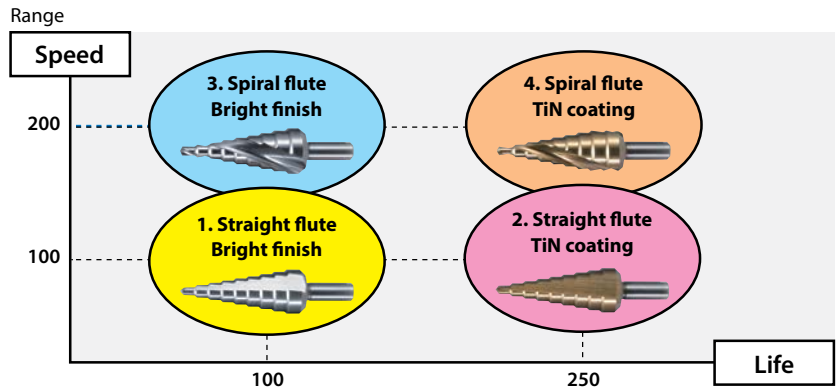 Range
Speed
3. Spiral flute
Bright finish
4. Spiral flute
TiN coating
200
1. Straight flute
Bright finish
2. Straight flute
TiN coating
100
100
250
Life